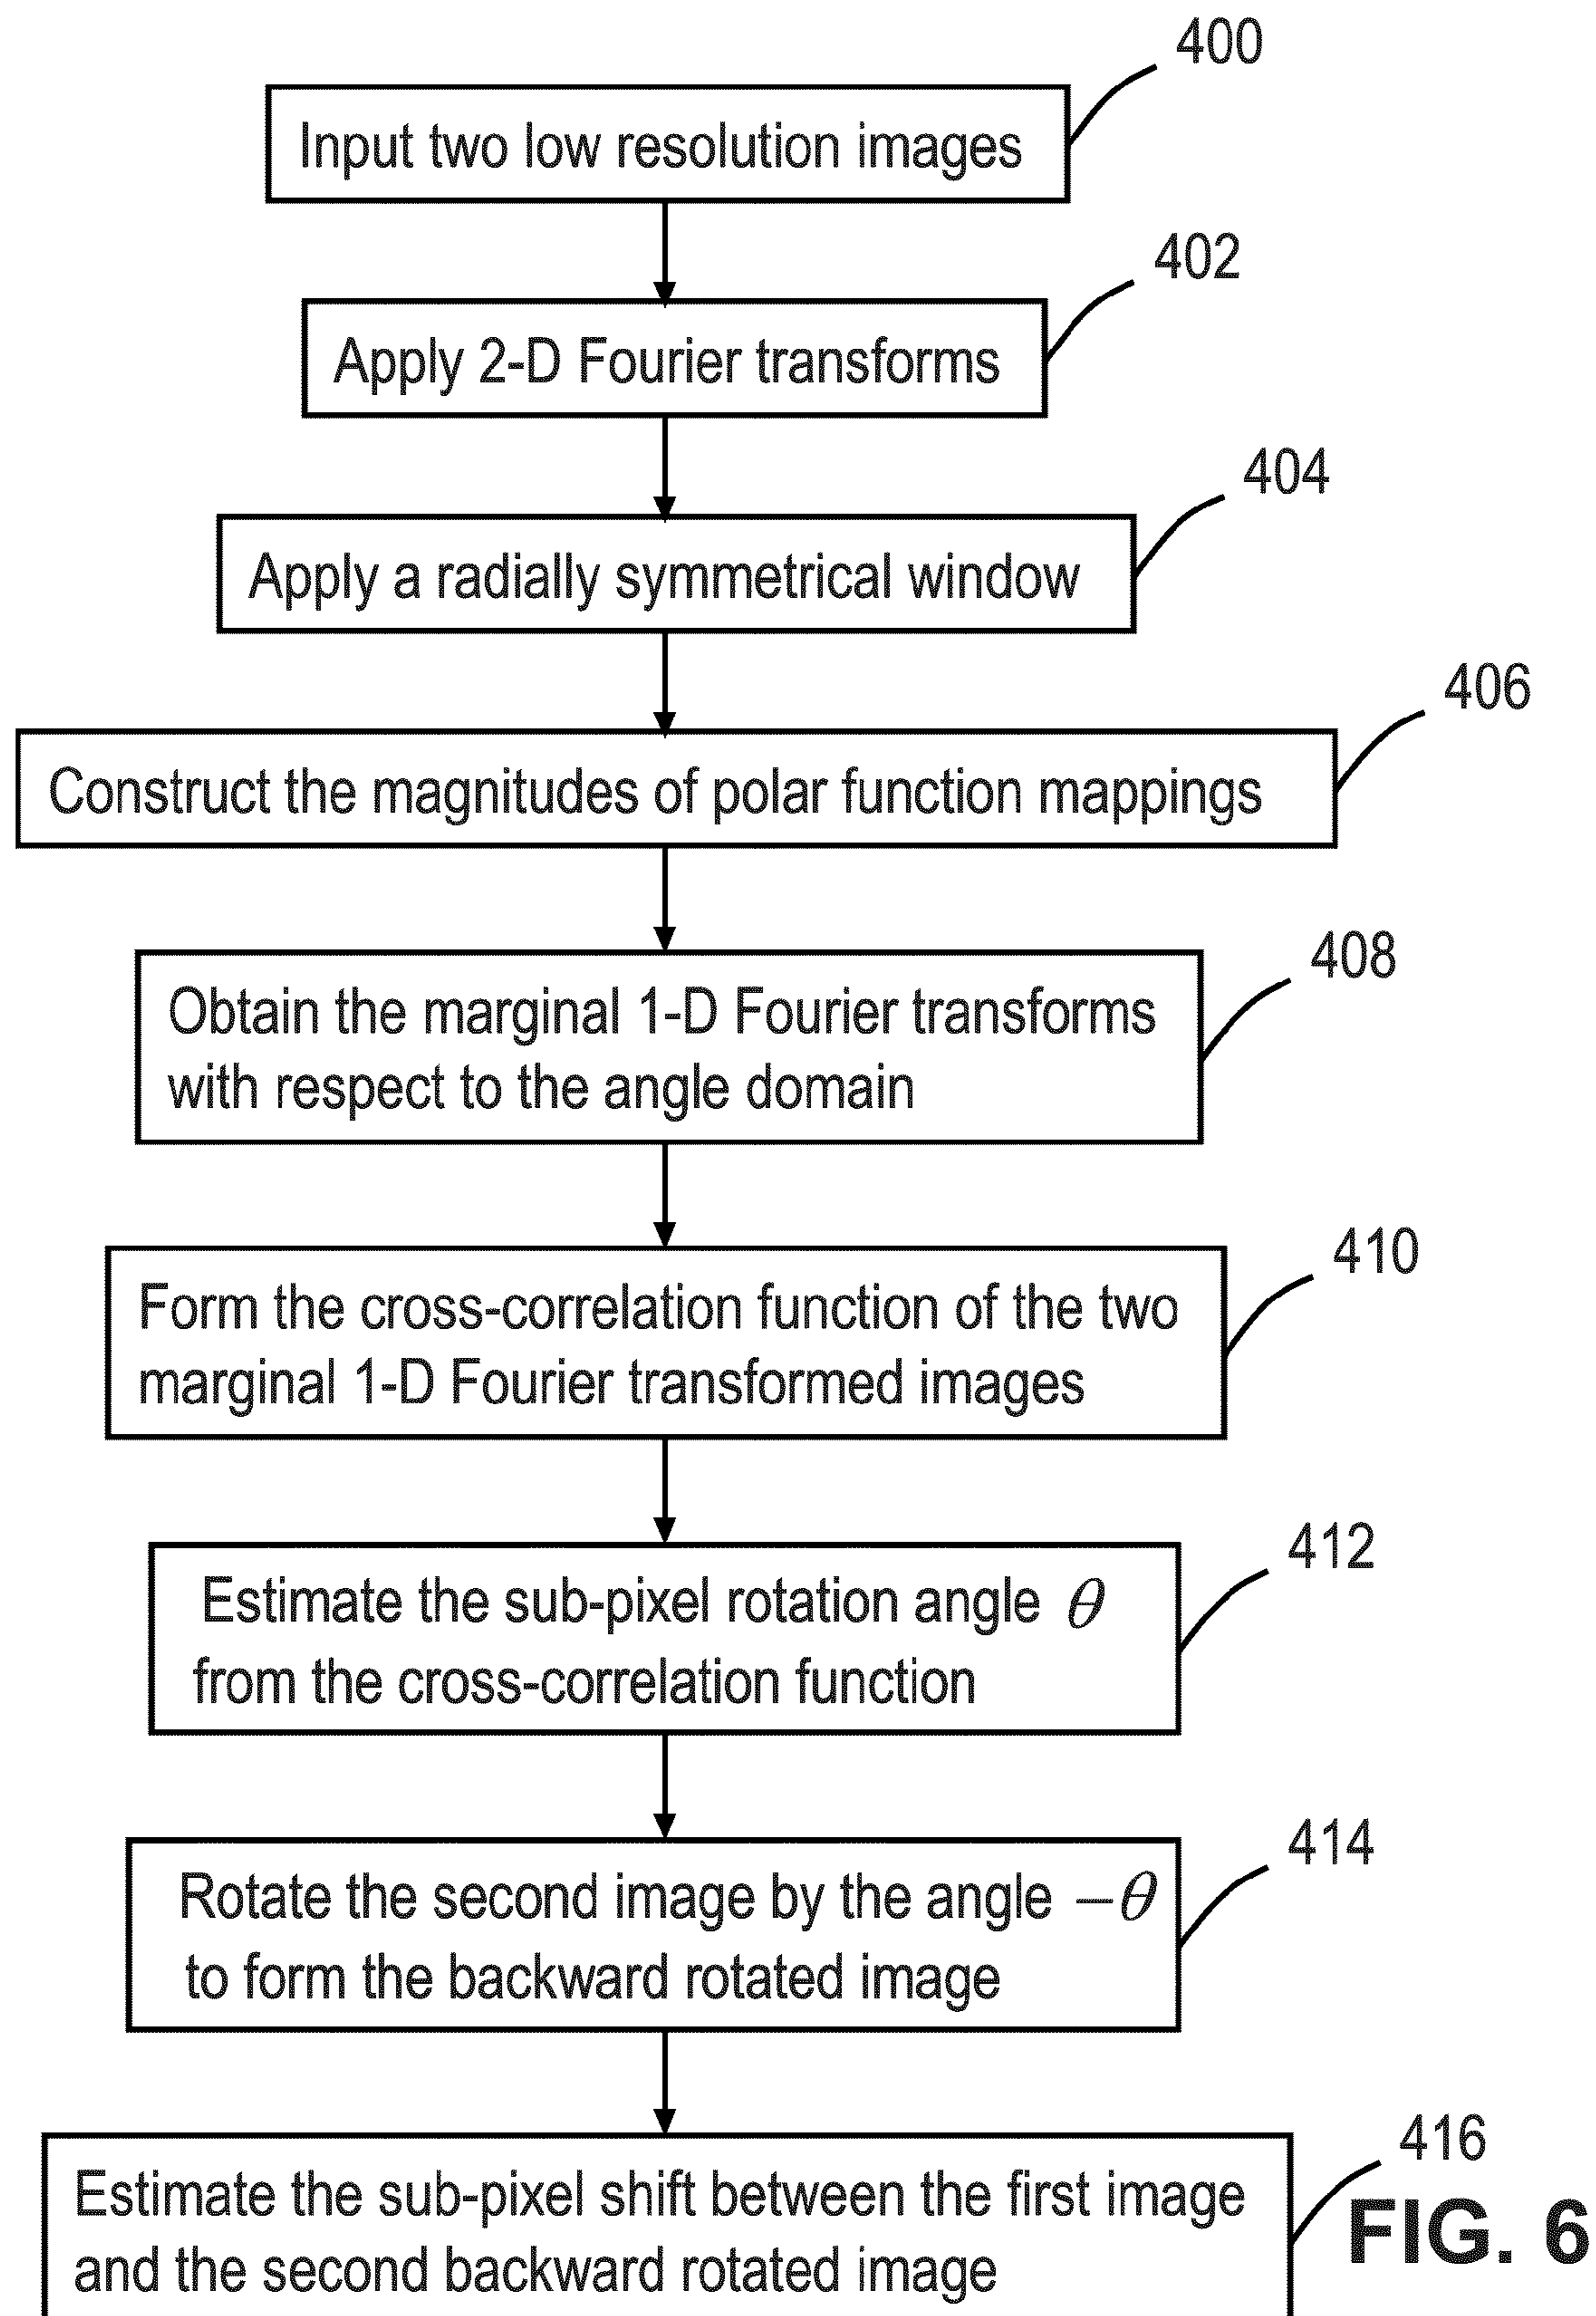 400
Input two low resolution images
402
Apply 2-D Fourier transforms
404
Apply a radially symmetrical window
406
Construct the magnitudes of polar function mappings
408
Obtain the marginal 1-D Fourier transforms
with respect to the angle domain
410
Form the cross-correlation function of the two
marginal 1-D Fourier transformed images
412
Estimate the sub-pixel rotation angle θ
from the cross-correlation function
414
Rotate the second image by the angle −θ
to form the backward rotated image
416
Estimate the sub-pixel shift between the first image
and the second backward rotated image
FIG. 6